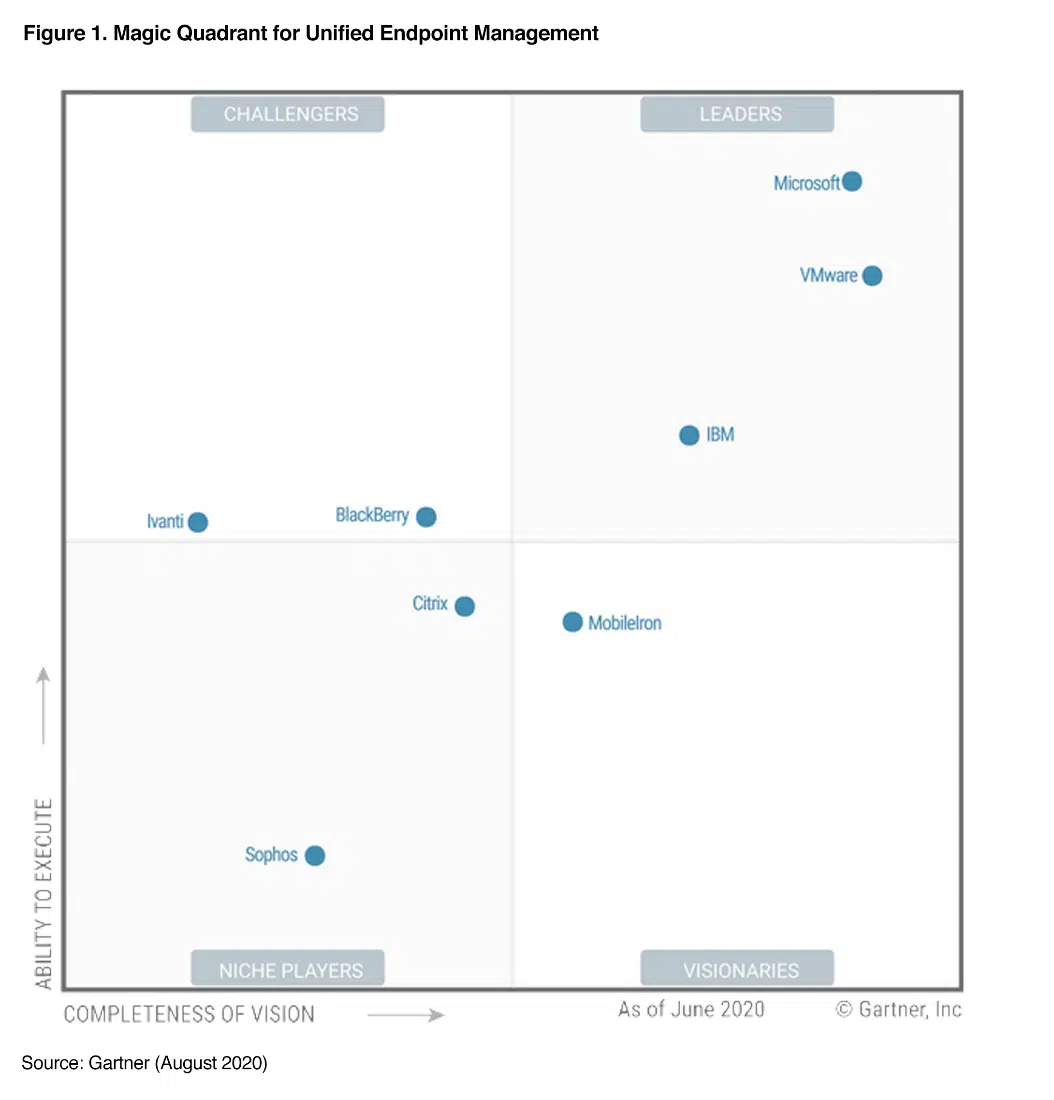 Figure 1. Magic Quadrant for Unified Endpoint Management
CHALLENGERS
LEADERS
Microsoft
VMware
IBM
Ivanti
BlackBerry
Citrix
MobileIron
Sophos
NICHE PLAYERS
VISIONARIES
ABILITY TO EXECUTE
COMPLETENESS OF VISION
As of June 2020
© Gartner, Inc
Source: Gartner (August 2020)